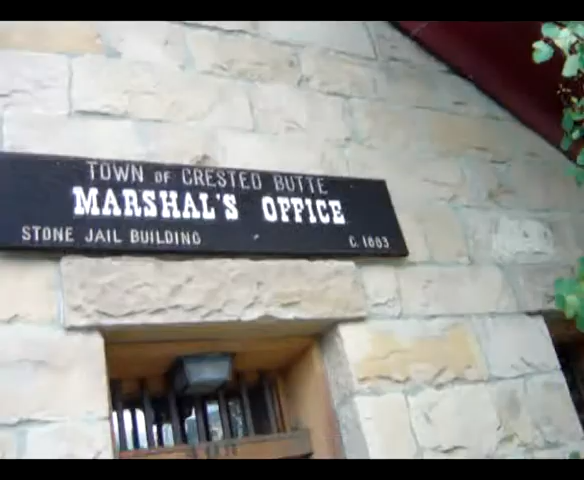 TOWN OF CRESTED BUTTE
MARSHAL'S OFFICE
STONE JAIL BUILDING C. 1883